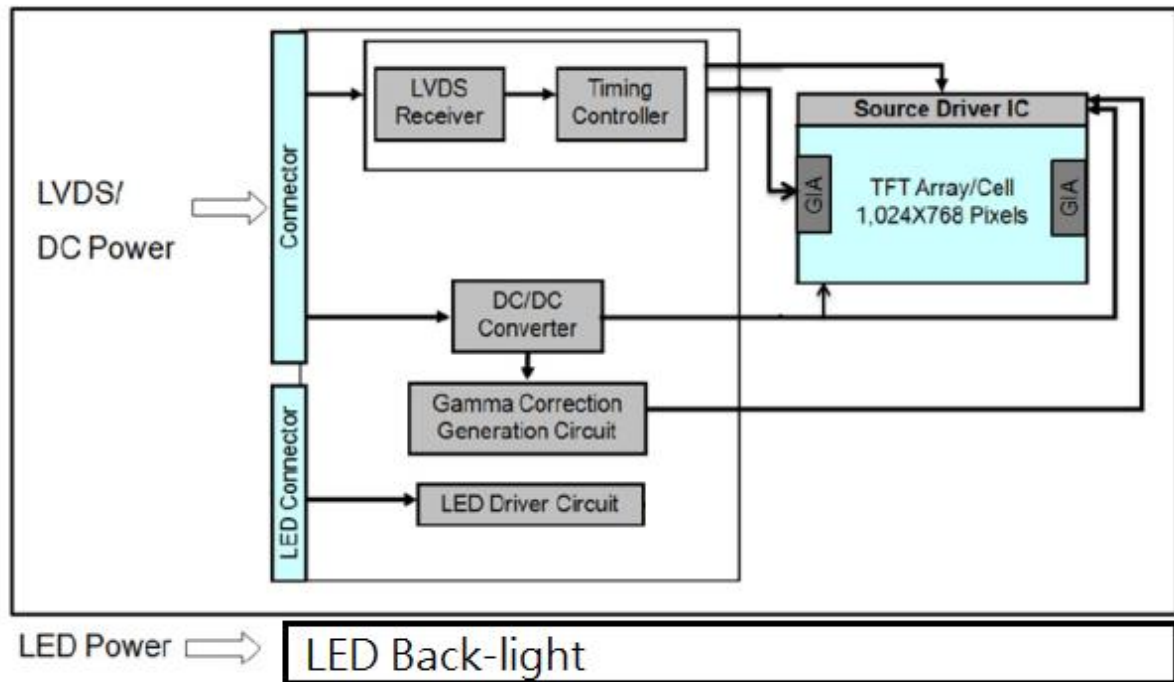 LVDS/
DC Power
Connector
LVDS
Receiver
Timing
Controller
Source Driver IC
GIA
TFT Array/Cell
1,024X768 Pixels
GIA
DC/DC
Converter
Gamma Correction
Generation Circuit
LED Connector
LED Driver Circuit
LED Power
LED Back-light